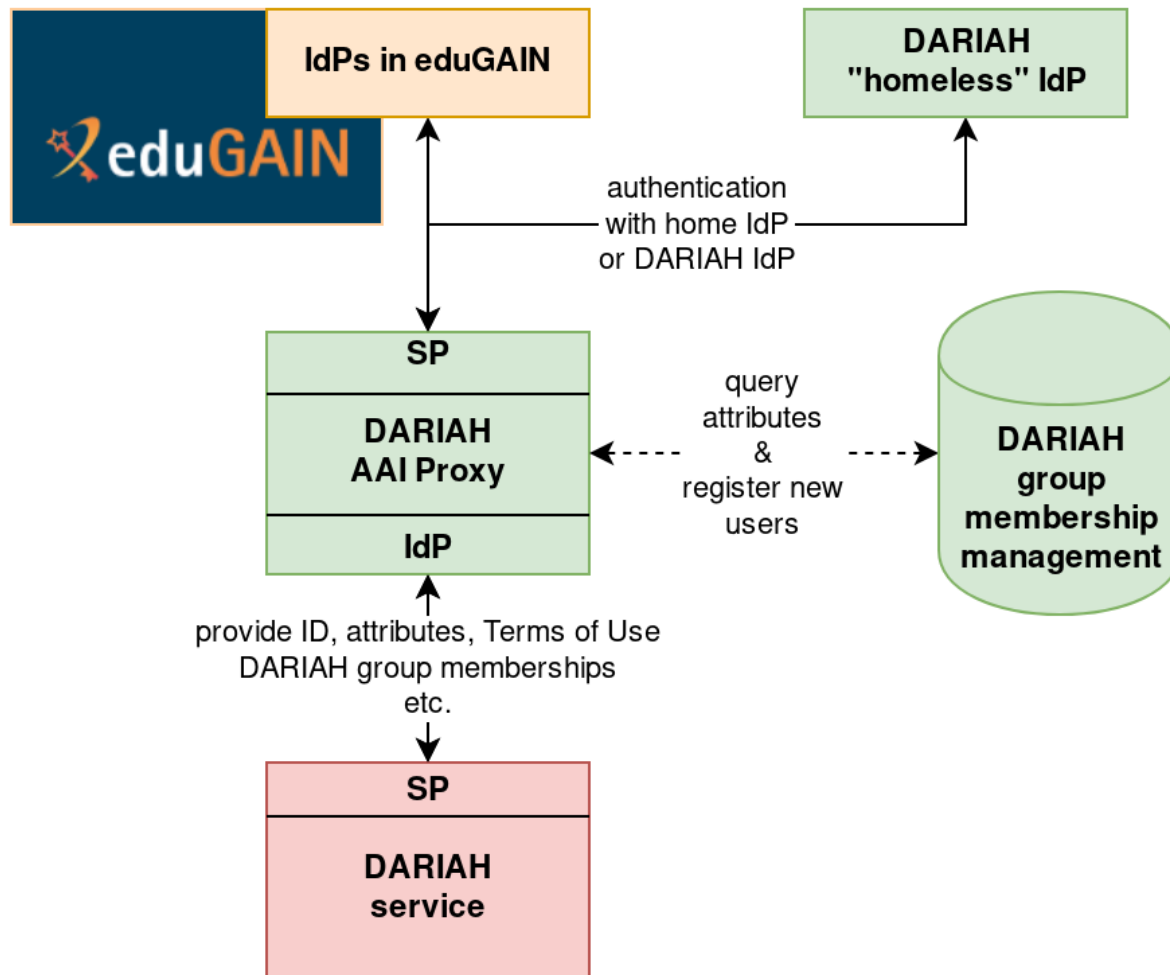 IdPs in eduGAIN
DARIAH
"homeless" IdP
eduGAIN
authentication
with home IdP
or DARIAH IdP
SP
DARIAH
AAI Proxy
IdP
query
attributes
&
register new
users
DARIAH
group
membership
management
provide ID, attributes, Terms of Use
DARIAH group memberships
etc.
SP
DARIAH
service